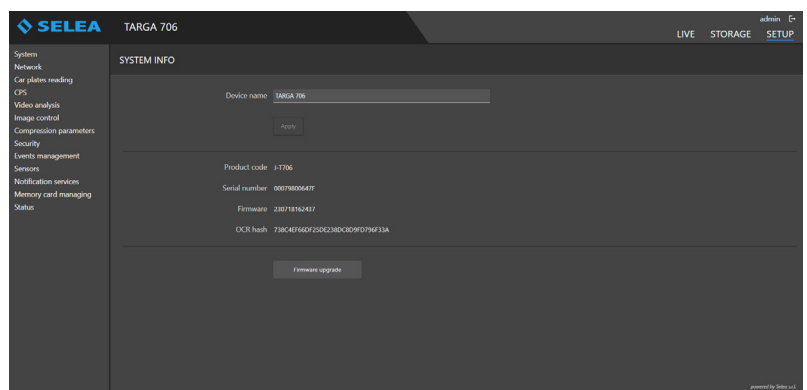 SELEA
TARGA 706
admin
LIVE STORAGE SETUP
System
Network
Car plates reading
CPS
Video analysis
Image control
Compression parameters
Security
Events management
Sensors
Notification services
Memory card managing
Status
SYSTEM INFO
Device name TARGA 706
Apply
Product code J-T706
Serial number 00079800647F
Firmware 230718162437
OCR hash 738C4EF66DF25DE238DC8D9FD796F33A
Firmware upgrade
powered by Selea s.r.l.